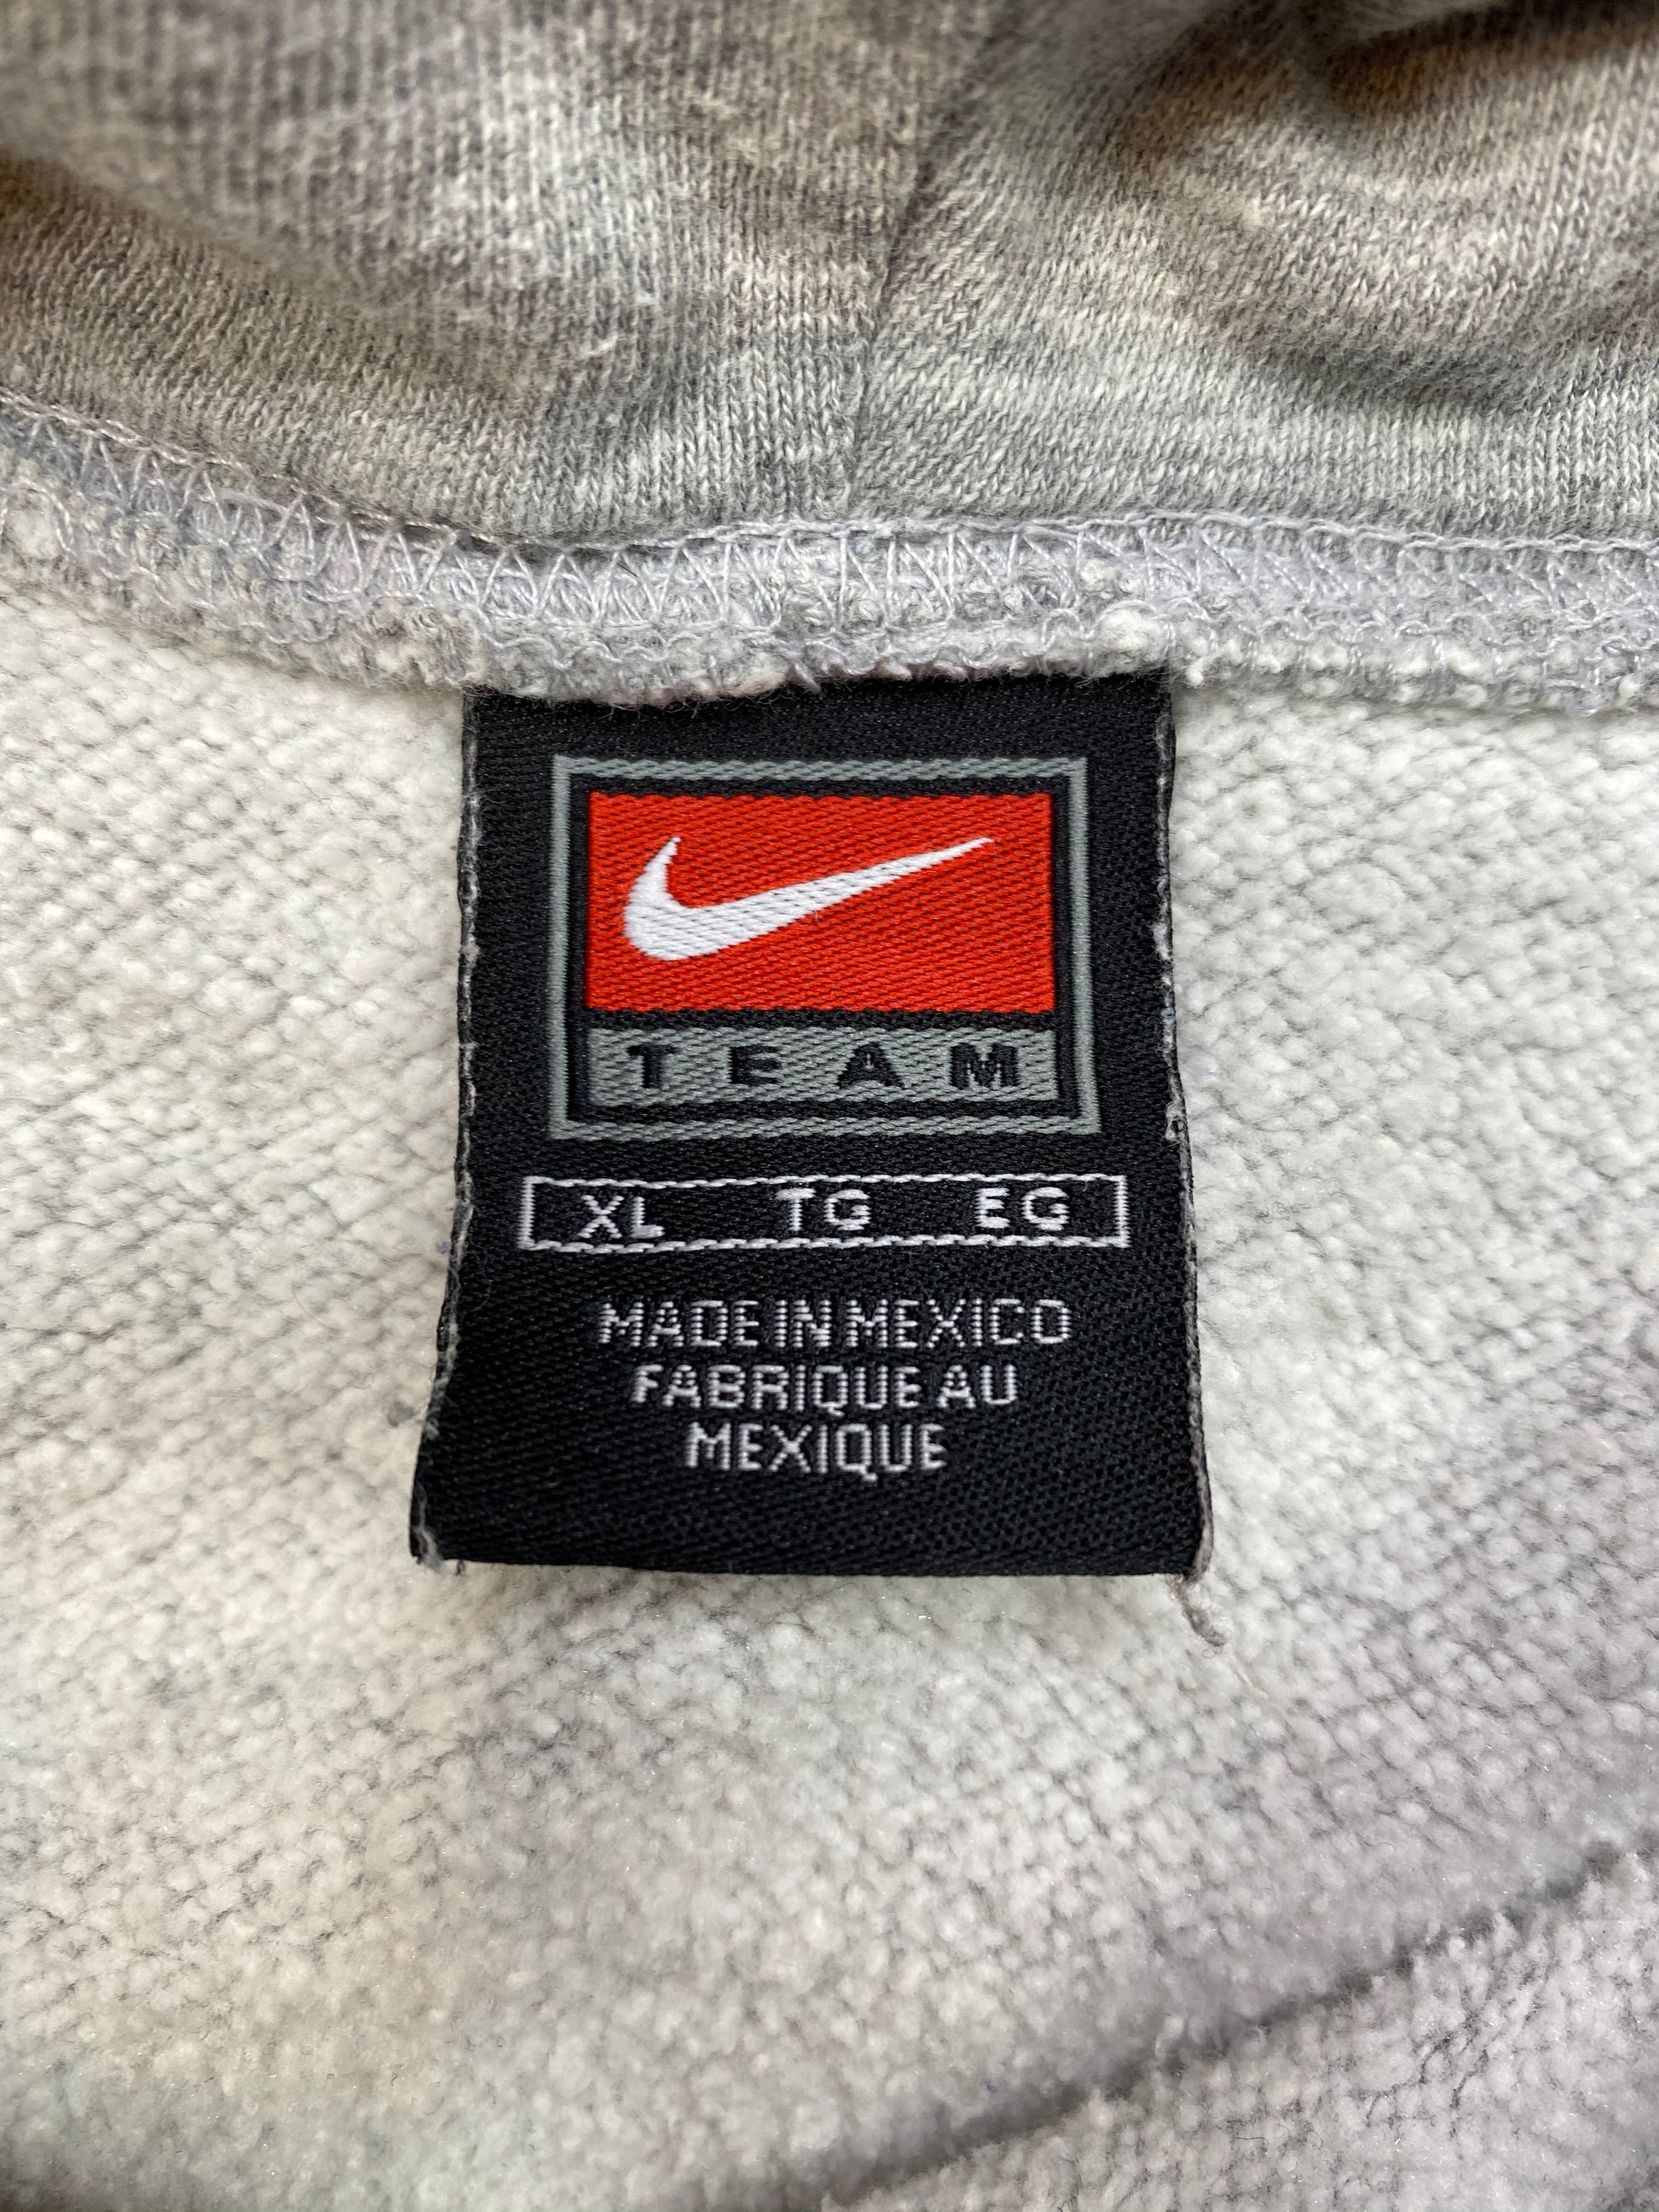 TEAM
XL TG EG
MADE IN MEXICO
FABRIQUE AU
MEXIQUE